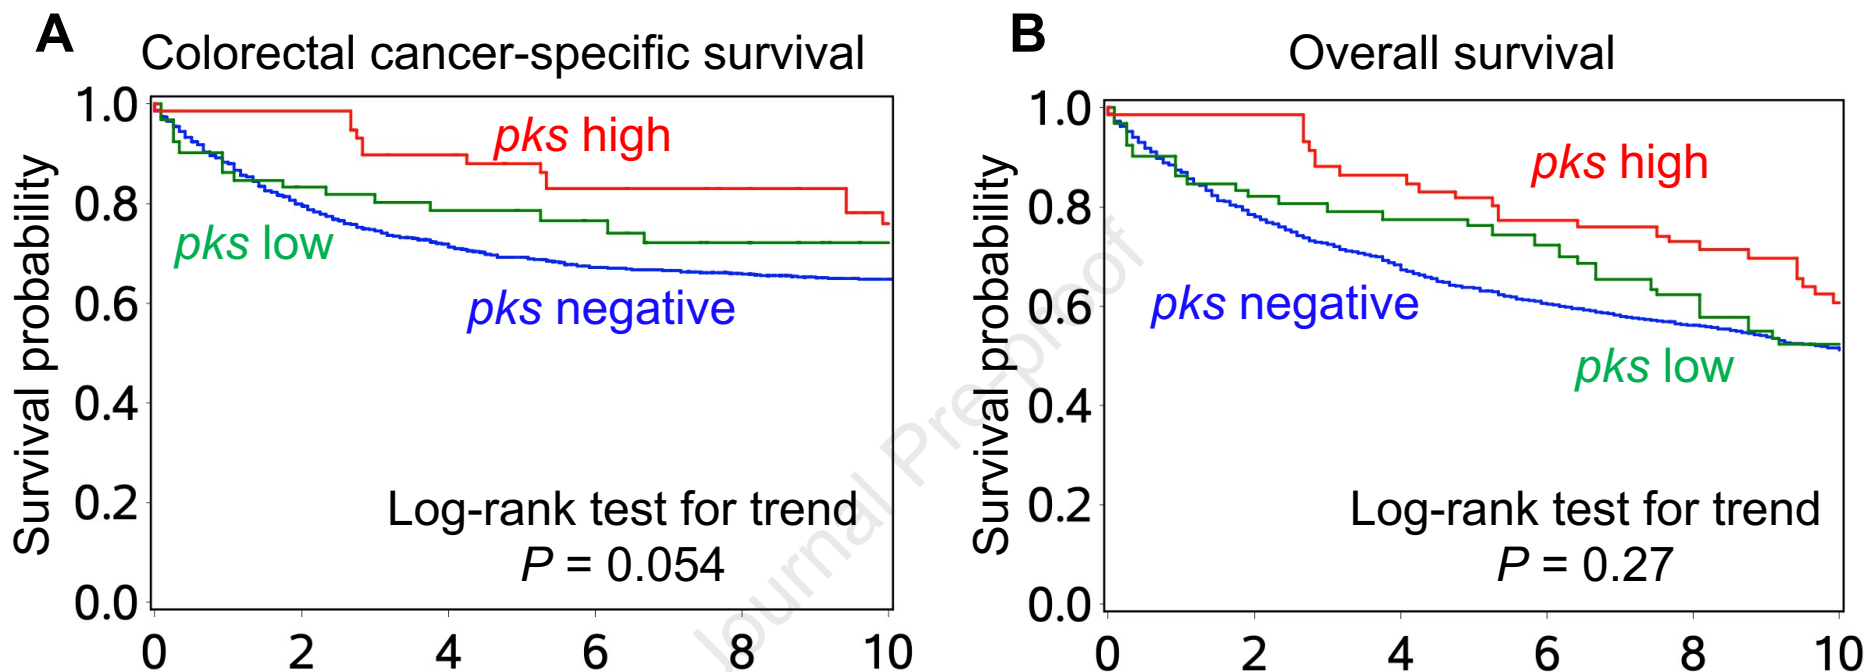 A
Colorectal cancer-specific survival
Survival probability
1.0
0.8
0.6
0.4
0.2
0.0
pks high
pks low
pks negative
Log-rank test for trend
P = 0.054
0 2 4 6 8 10
B
Overall survival
Survival probability
1.0
0.8
0.6
0.4
0.2
0.0
pks high
pks negative
pks low
Log-rank test for trend
P = 0.27
0 2 4 6 8 10
Journal Pre-proof